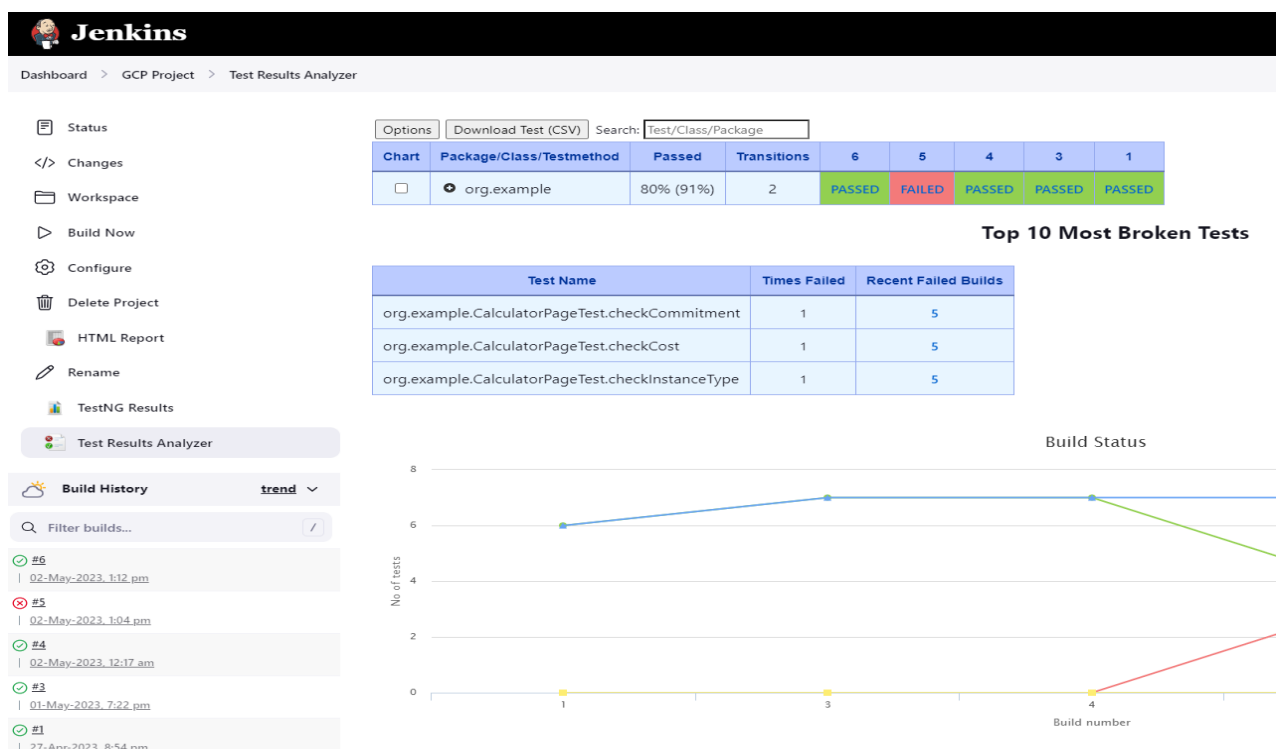 Jenkins
Dashboard > GCP Project > Test Results Analyzer
Status
Changes
Workspace
Build Now
Configure
Delete Project
HTML Report
Rename
TestNG Results
Test Results Analyzer
Build History trend
Filter builds... /
#6
02-May-2023, 1:12 pm
#5
02-May-2023, 1:04 pm
#4
02-May-2023, 12:17 am
#3
01-May-2023, 7:22 pm
#1
27-Apr-2023, 8:54 pm
Options Download Test (CSV) Search: Test/Class/Package
Chart Package/Class/Testmethod Passed Transitions 6 5 4 3 1
org.example 80% (91%) 2 PASSED FAILED PASSED PASSED PASSED
Top 10 Most Broken Tests
Test Name Times Failed Recent Failed Builds
org.example.CalculatorPageTest.checkCommitment 1 5
org.example.CalculatorPageTest.checkCost 1 5
org.example.CalculatorPageTest.checkInstanceType 1 5
Build Status
No of tests
8
6
4
2
0
1 3 4
Build number